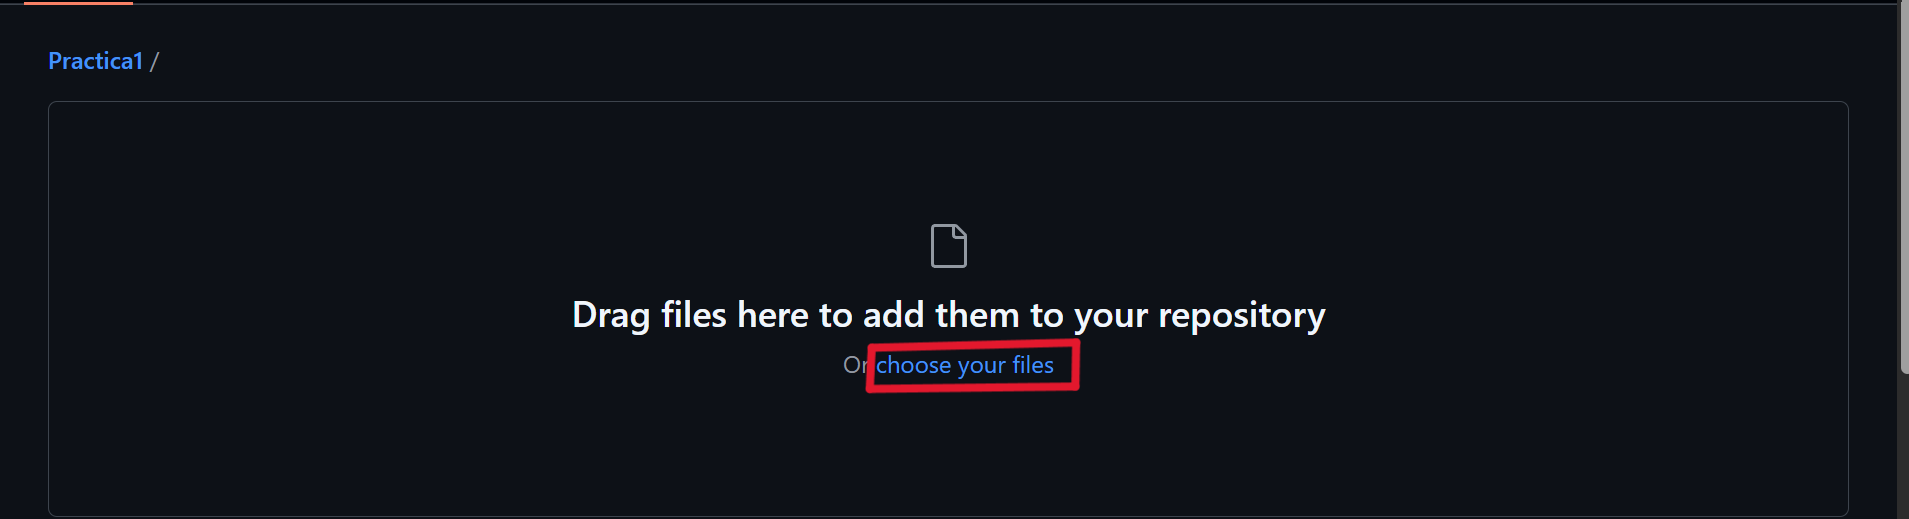 Practica1 /
Drag files here to add them to your repository
Or choose your files